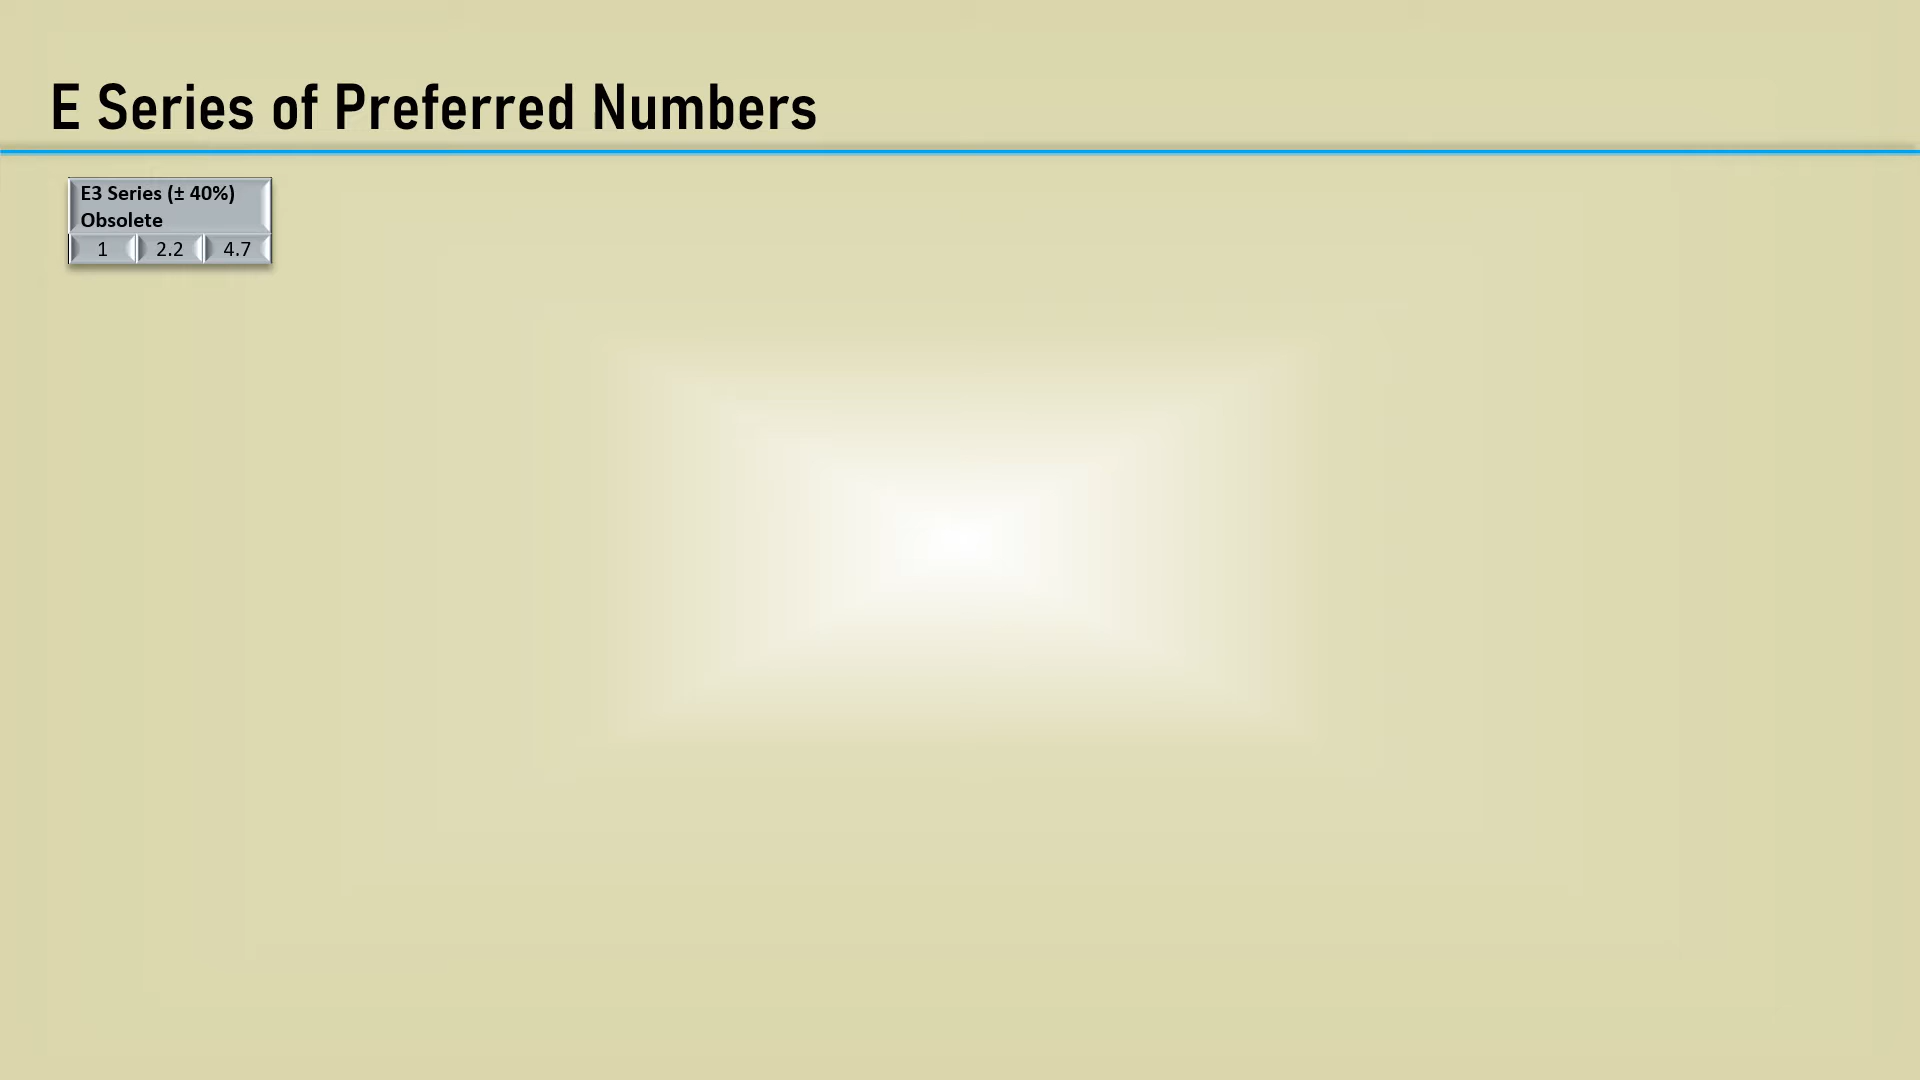 E Series of Preferred Numbers
E3 Series (± 40%)
Obsolete
1 2.2 4.7